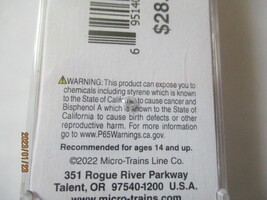 695140
$28.
⚠WARNING: This product can expose you to
chemicals including styrene which is known to
the State of California to cause cancer and
Bisphenol A which is known to the State of
California to cause birth defects or other
reproductive harm. For more information
go to www.P65Warnings.ca.gov.
Recommended for ages 14 and up.
©2022 Micro-Trains Line Co.
351 Rogue River Parkway
Talent, OR 97540-1200 U.S.A.
www.micro-trains.com